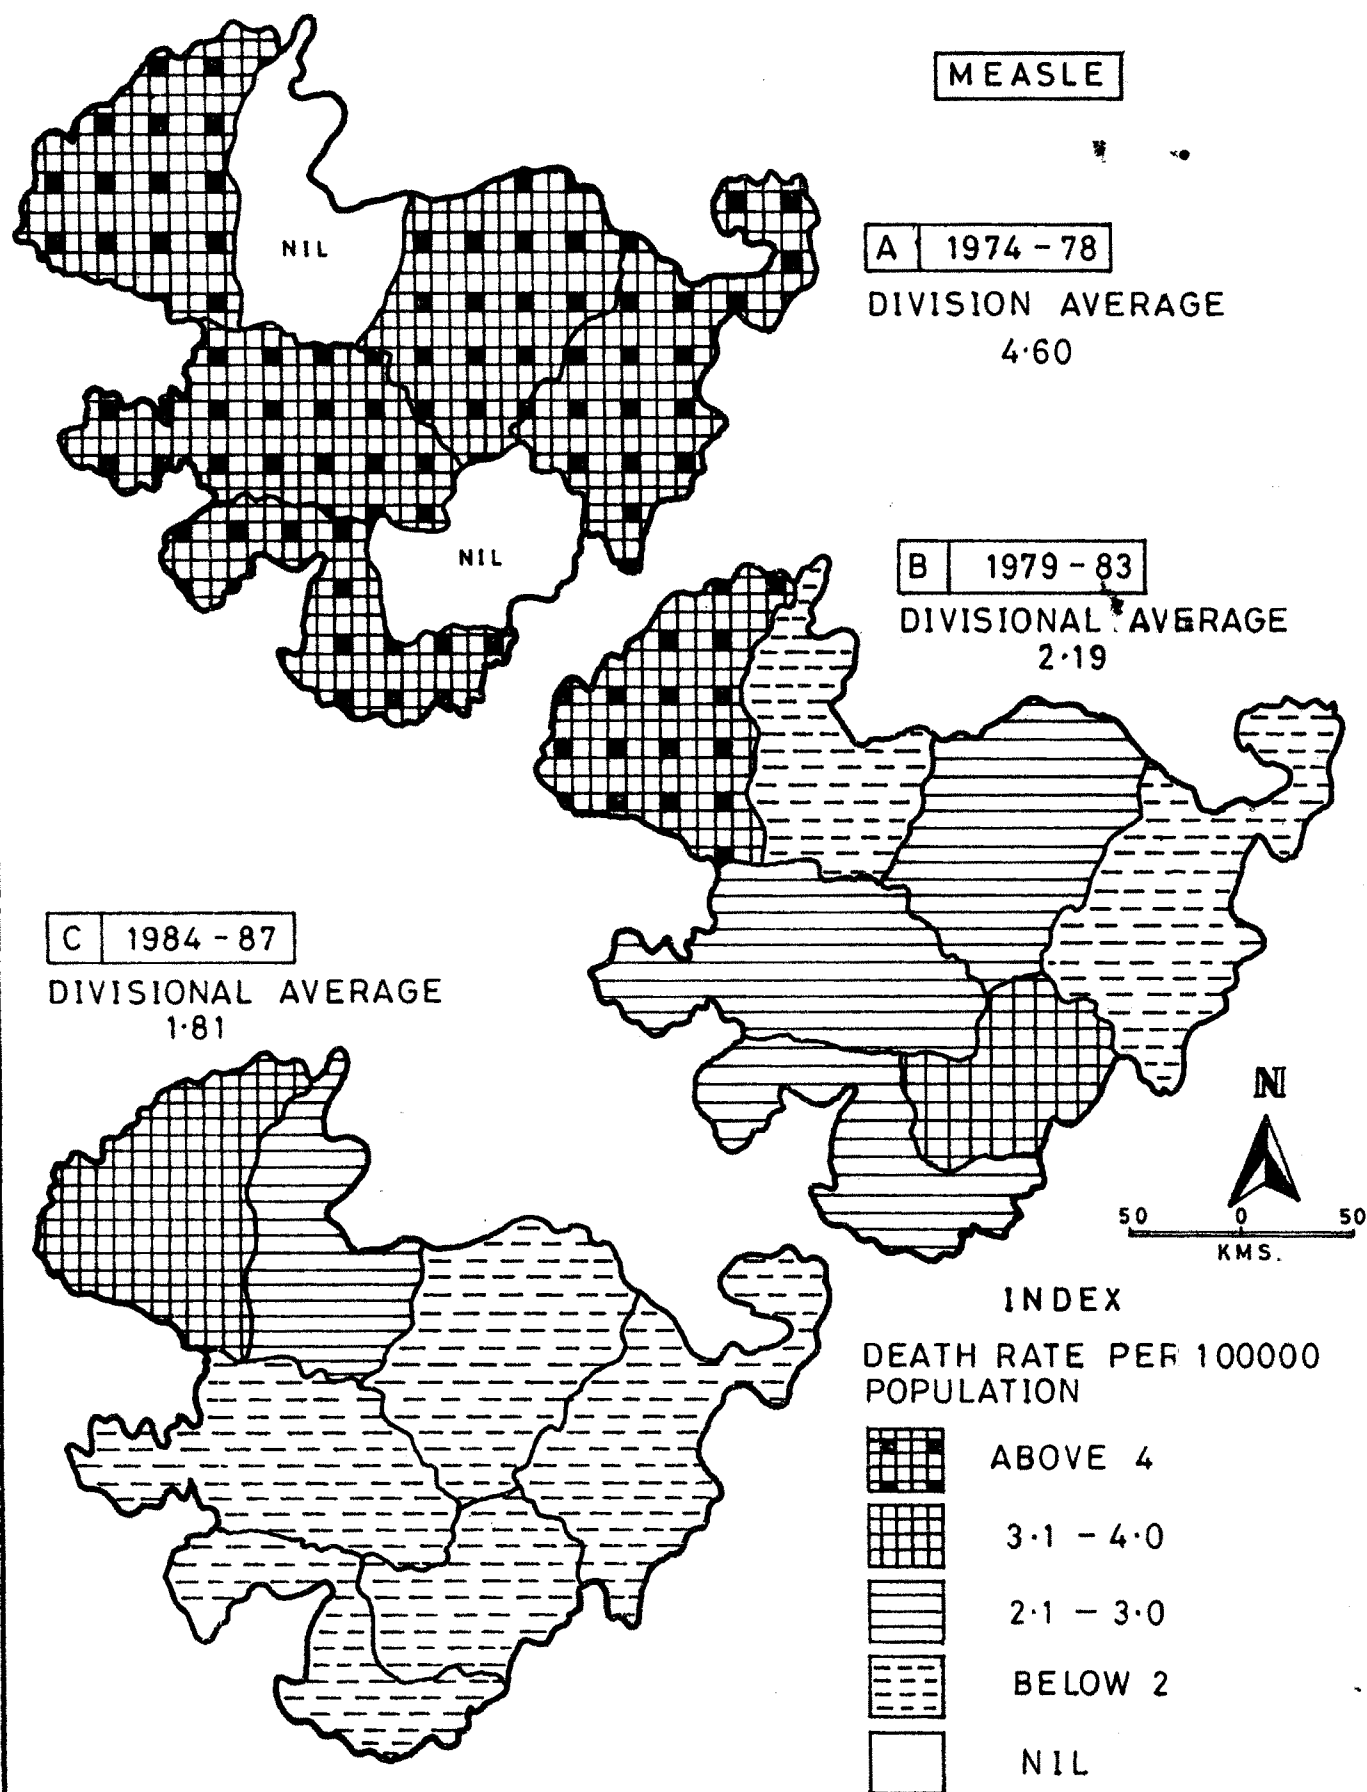 MEASLE
A 1974-78
DIVISION AVERAGE
4·60
NIL
NIL
B 1979-83
DIVISIONAL AVERAGE
2·19
C 1984-87
DIVISIONAL AVERAGE
1·81
N
50 0 50
KMS.
INDEX
DEATH RATE PER 100000
POPULATION
ABOVE 4
3·1 - 4·0
2·1 - 3·0
BELOW 2
NIL